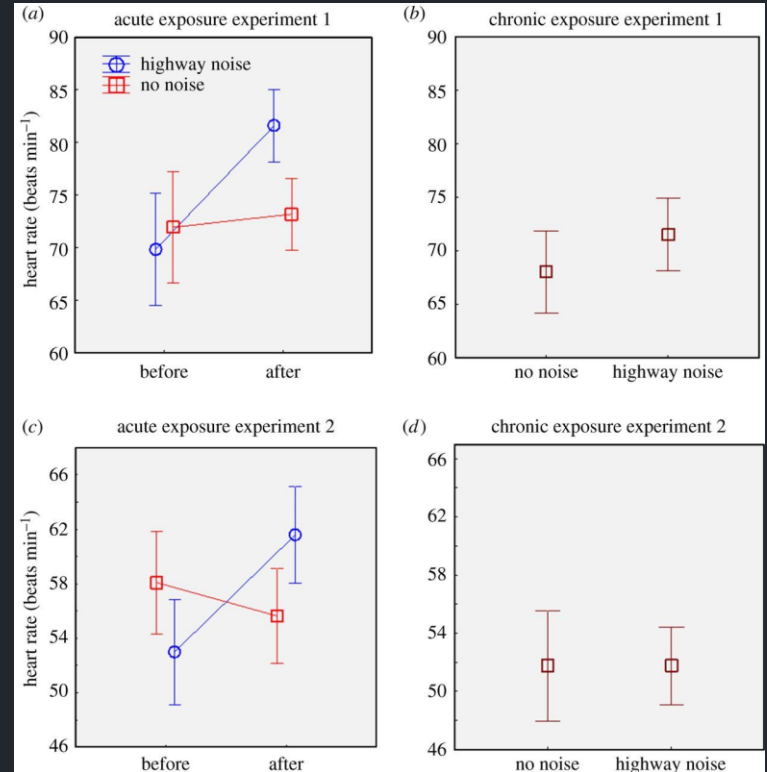 (a) acute exposure experiment 1
90
85
80
75
70
65
60
heart rate (beats min⁻¹)
highway noise
no noise
before after
(b) chronic exposure experiment 1
90
85
80
75
70
65
60
no noise highway noise
(c) acute exposure experiment 2
66
62
58
54
50
46
heart rate (beats min⁻¹)
before after
(d) chronic exposure experiment 2
66
62
58
54
50
46
no noise highway noise